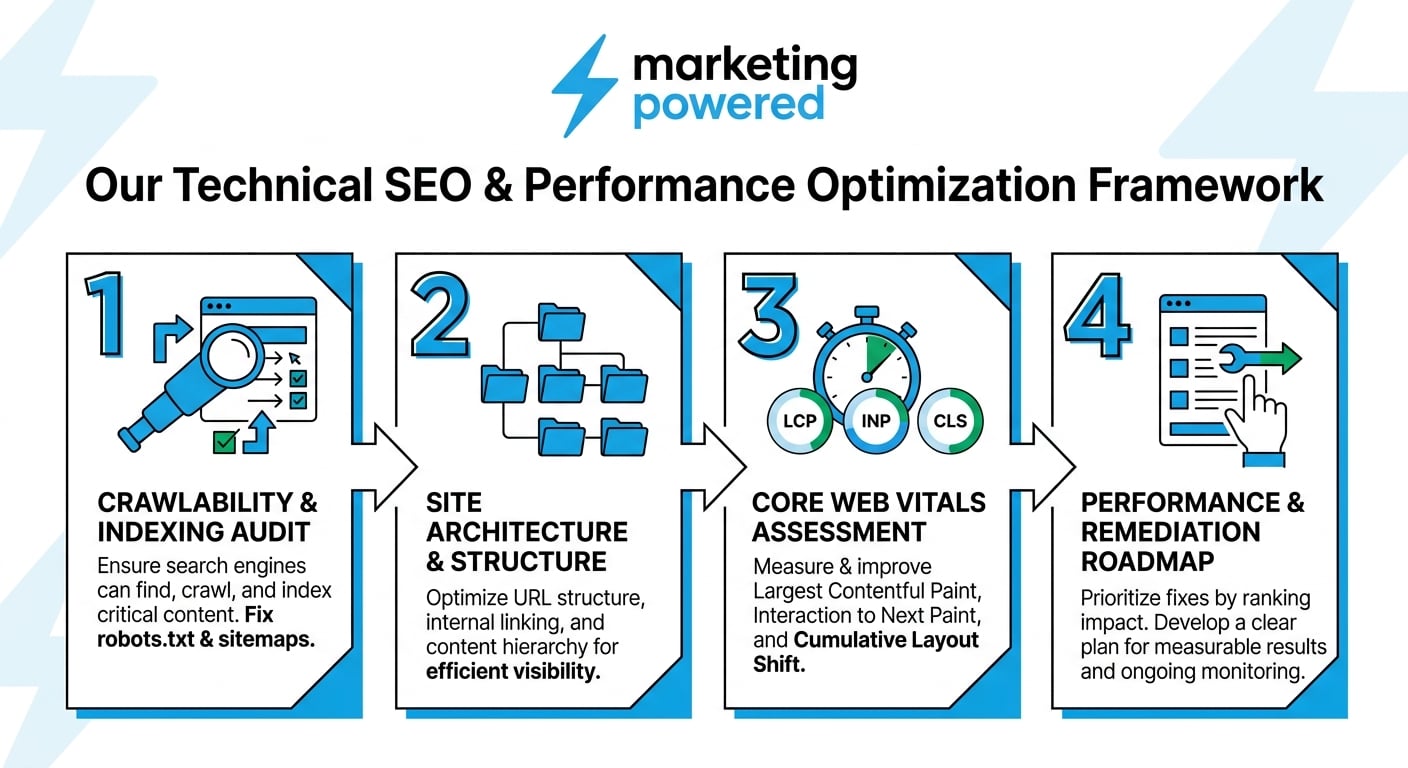 marketing
powered
Our Technical SEO & Performance Optimization Framework
1
CRAWLABILITY &
INDEXING AUDIT
Ensure search engines
can find, crawl, and index
critical content. Fix
robots.txt & sitemaps.
2
SITE
ARCHITECTURE
& STRUCTURE
Optimize URL structure,
internal linking, and
content hierarchy for
efficient visibility.
3
LCP
INP
CLS
CORE WEB VITALS
ASSESSMENT
Measure & improve
Largest Contentful Paint,
Interaction to Next Paint,
and Cumulative Layout
Shift.
4
PERFORMANCE &
REMEDIATION
ROADMAP
Prioritize fixes by ranking
impact. Develop a clear
plan for measurable results
and ongoing monitoring.